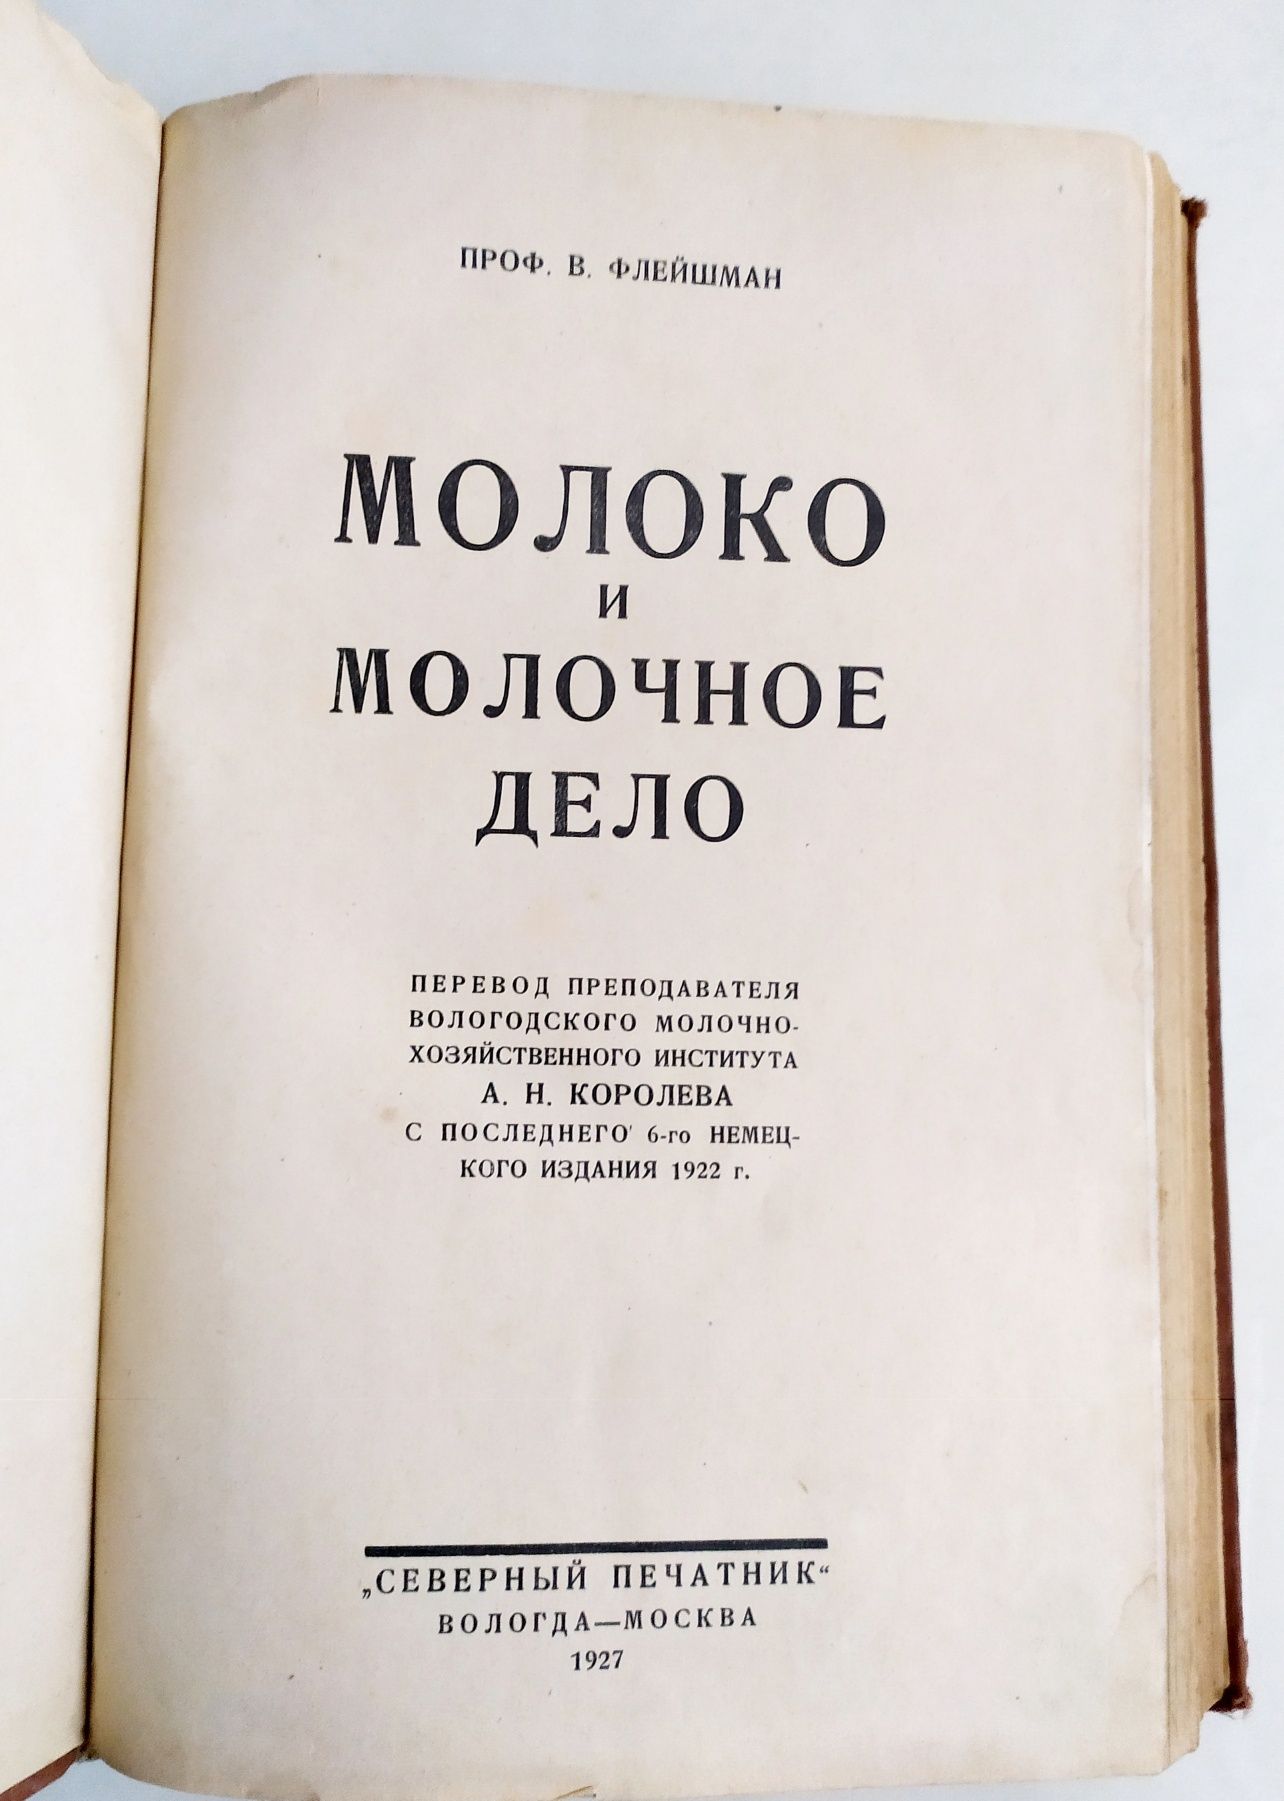 ПРОФ. В. ФЛЕЙШМАН
МОЛОКО
И
МОЛОЧНОЕ
ДЕЛО
ПЕРЕВОД ПРЕПОДАВАТЕЛЯ
ВОЛОГОДСКОГО МОЛОЧНО-
ХОЗЯЙСТВЕННОГО ИНСТИТУТА
А. Н. КОРОЛЕВА
С ПОСЛЕДНЕГО 6-го НЕМЕЦ-
КОГО ИЗДАНИЯ 1922 г.
„СЕВЕРНЫЙ ПЕЧАТНИК“
ВОЛОГДА—МОСКВА
1927